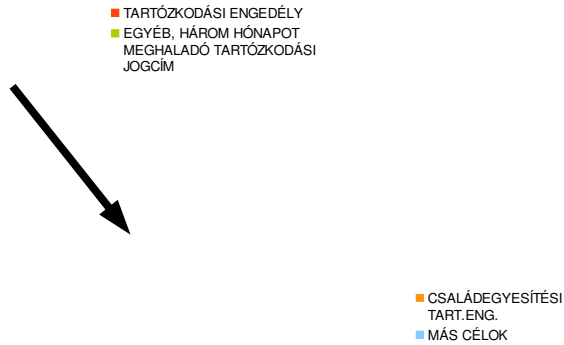 TARTÓZKODÁSI ENGEDÉLY
EGYÉB, HÁROM HÓNAPOT
MEGHALADÓ TARTÓZKODÁSI
JOGCÍM
CSALÁDEGYESÍTÉSI
TART.ENG.
MÁS CÉLOK